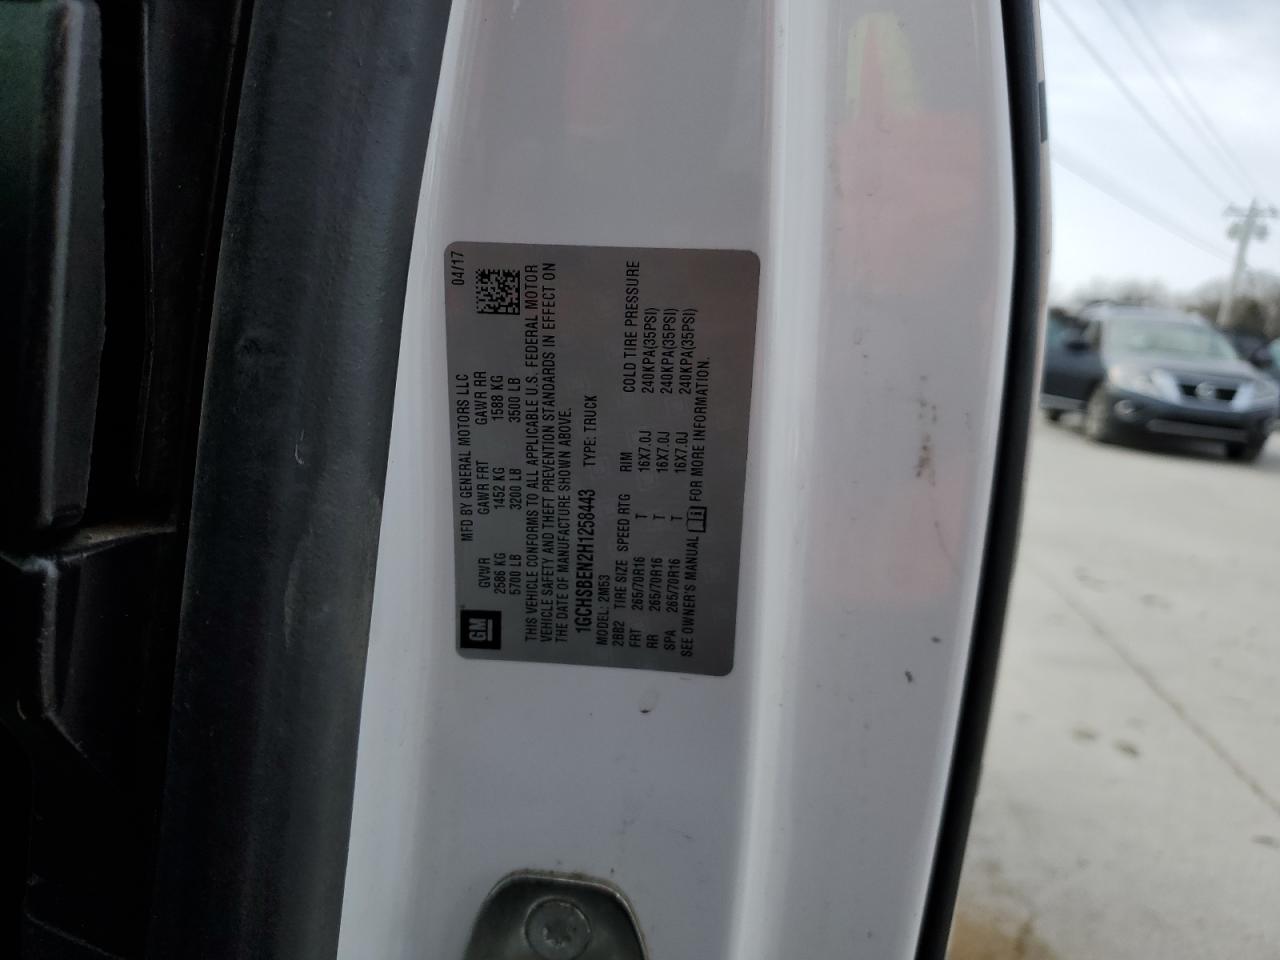 04/17
MFD BY GENERAL MOTORS LLC
GVWR GAWR FRT GAWR RR
2586 KG 1452 KG 1588 KG
5700 LB 3200 LB 3500 LB
GM
THIS VEHICLE CONFORMS TO ALL APPLICABLE U.S. FEDERAL MOTOR
VEHICLE SAFETY AND THEFT PREVENTION STANDARDS IN EFFECT ON
THE DATE OF MANUFACTURE SHOWN ABOVE.
1GCHSBEN2H1258443 TYPE: TRUCK
MODEL: 2M53
2BB2 TIRE SIZE SPEED RTG RIM COLD TIRE PRESSURE
FRT 265/70R16 T 16X7.0J 240KPA(35PSI)
RR 265/70R16 T 16X7.0J 240KPA(35PSI)
SPA 265/70R16 T 16X7.0J 240KPA(35PSI)
SEE OWNER'S MANUAL FOR MORE INFORMATION.